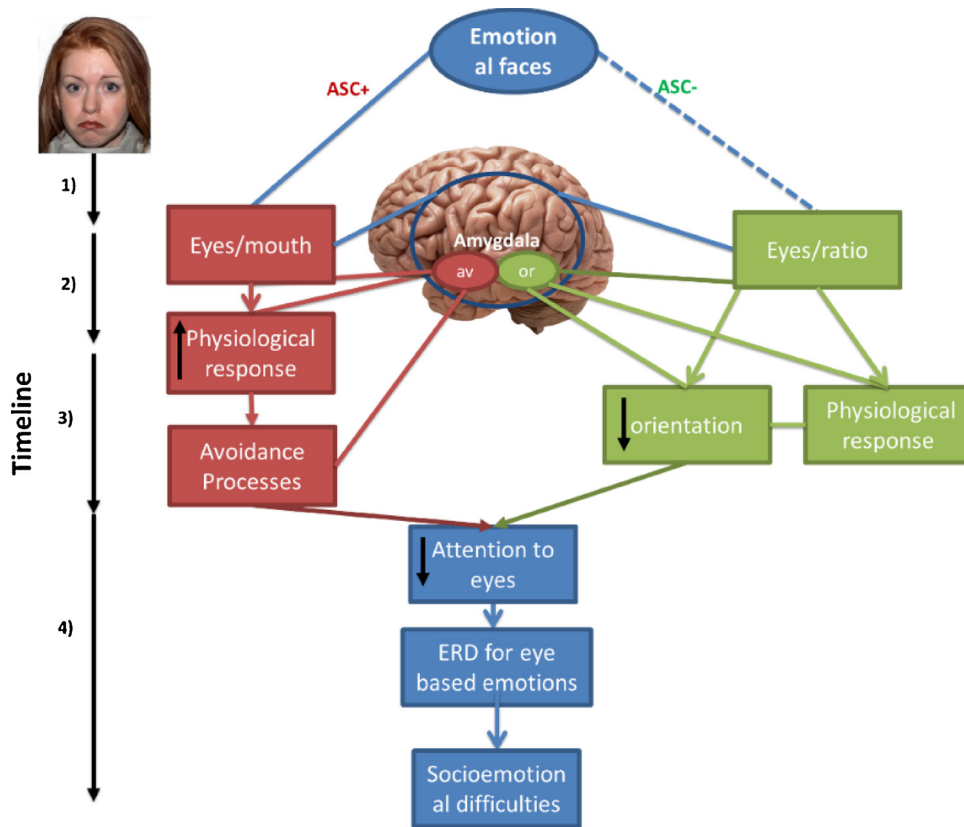 Emotion
al faces
ASC+
ASC-
1)
Eyes/mouth
Amygdala
Eyes/ratio
av
or
2)
Physiological
response
Timeline
3)
orientation
Physiological
response
Avoidance
Processes
Attention to
eyes
4)
ERD for eye
based emotions
Socioemotion
al difficulties